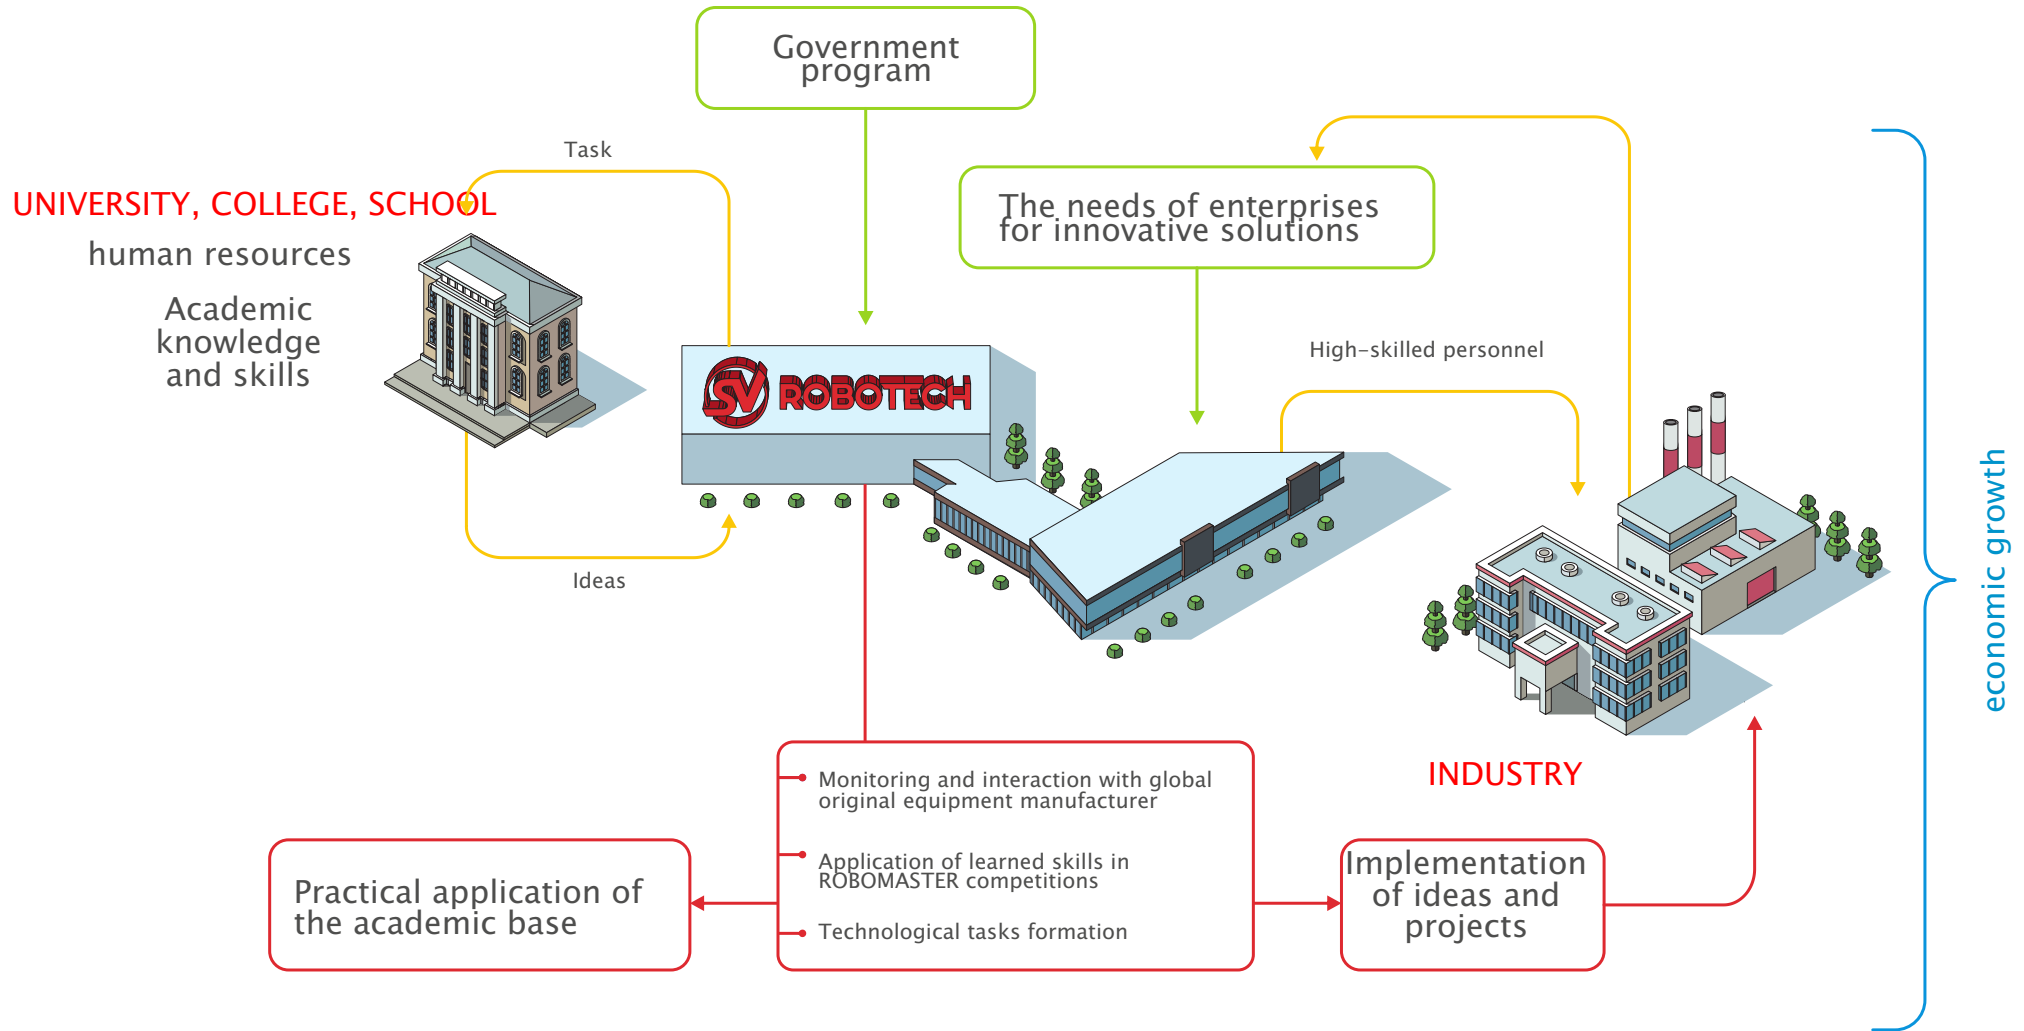 Government
program
Task
UNIVERSITY, COLLEGE, SCHOOL
human resources
Academic
knowledge
and skills
The needs of enterprises
for innovative solutions
High-skilled personnel
SV ROBOTECH
Ideas
economic growth
INDUSTRY
Monitoring and interaction with global
original equipment manufacturer
Application of learned skills in
ROBOMASTER competitions
Technological tasks formation
Practical application of
the academic base
Implementation
of ideas and
projects